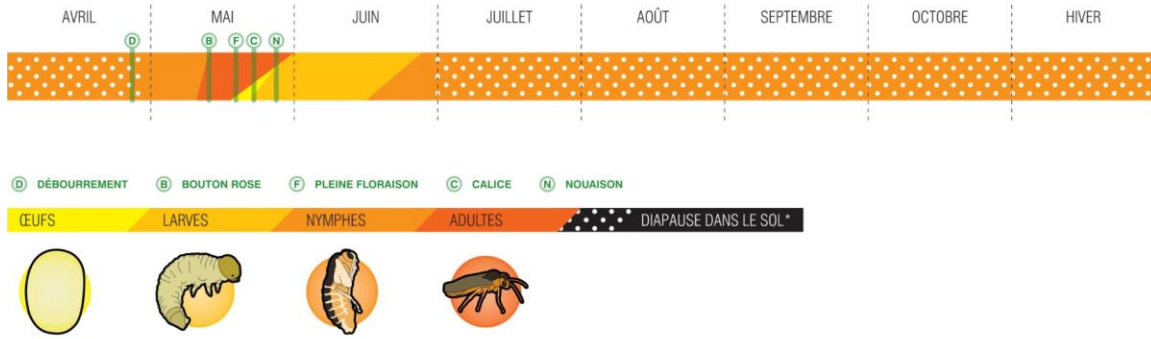 AVRIL MAI JUIN JUILLET AOÛT SEPTEMBRE OCTOBRE HIVER
D B F C N
D DÉBOURREMENT B BOUTON ROSE F PLEINE FLORAISON C CALICE N NOUAISON
ŒUFS LARVES NYMPHES ADULTES DIAPAUSE DANS LE SOL*